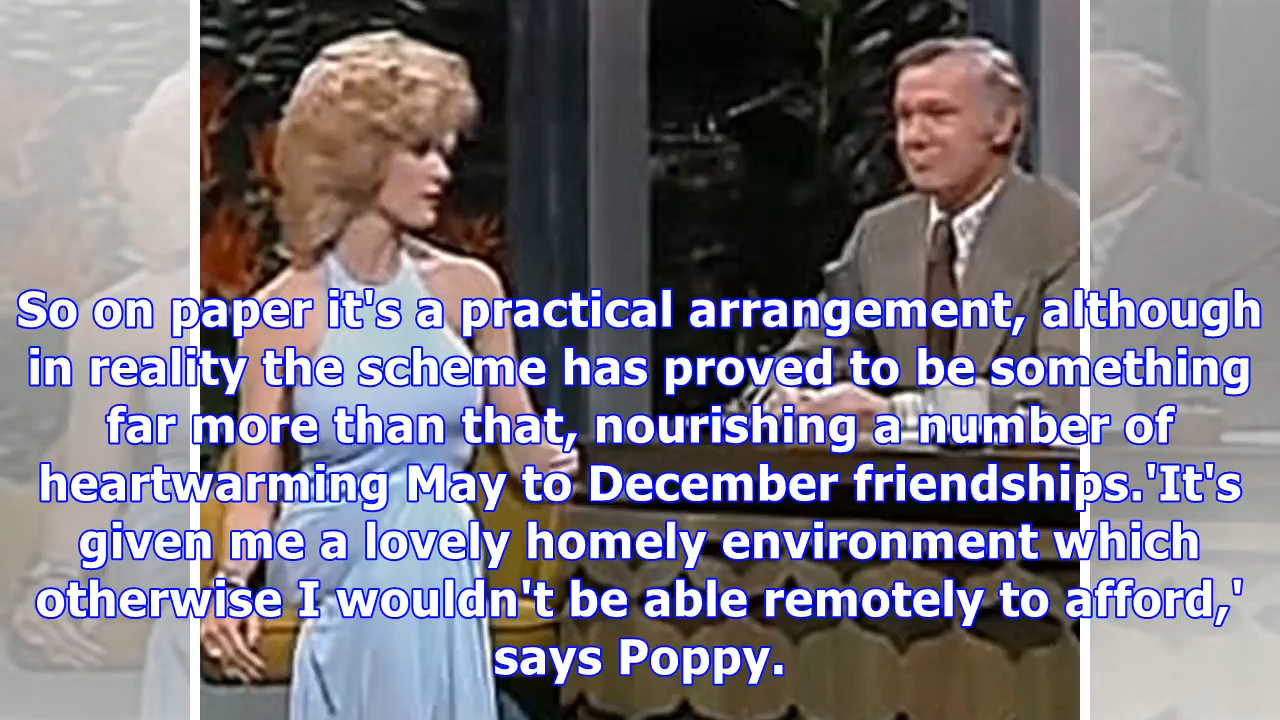 So on paper it's a practical arrangement, although
in reality the scheme has proved to be something
far more than that, nourishing a number of
heartwarming May to December friendships.'It's
given me a lovely homely environment which
otherwise I wouldn't be able remotely to afford,'
says Poppy.